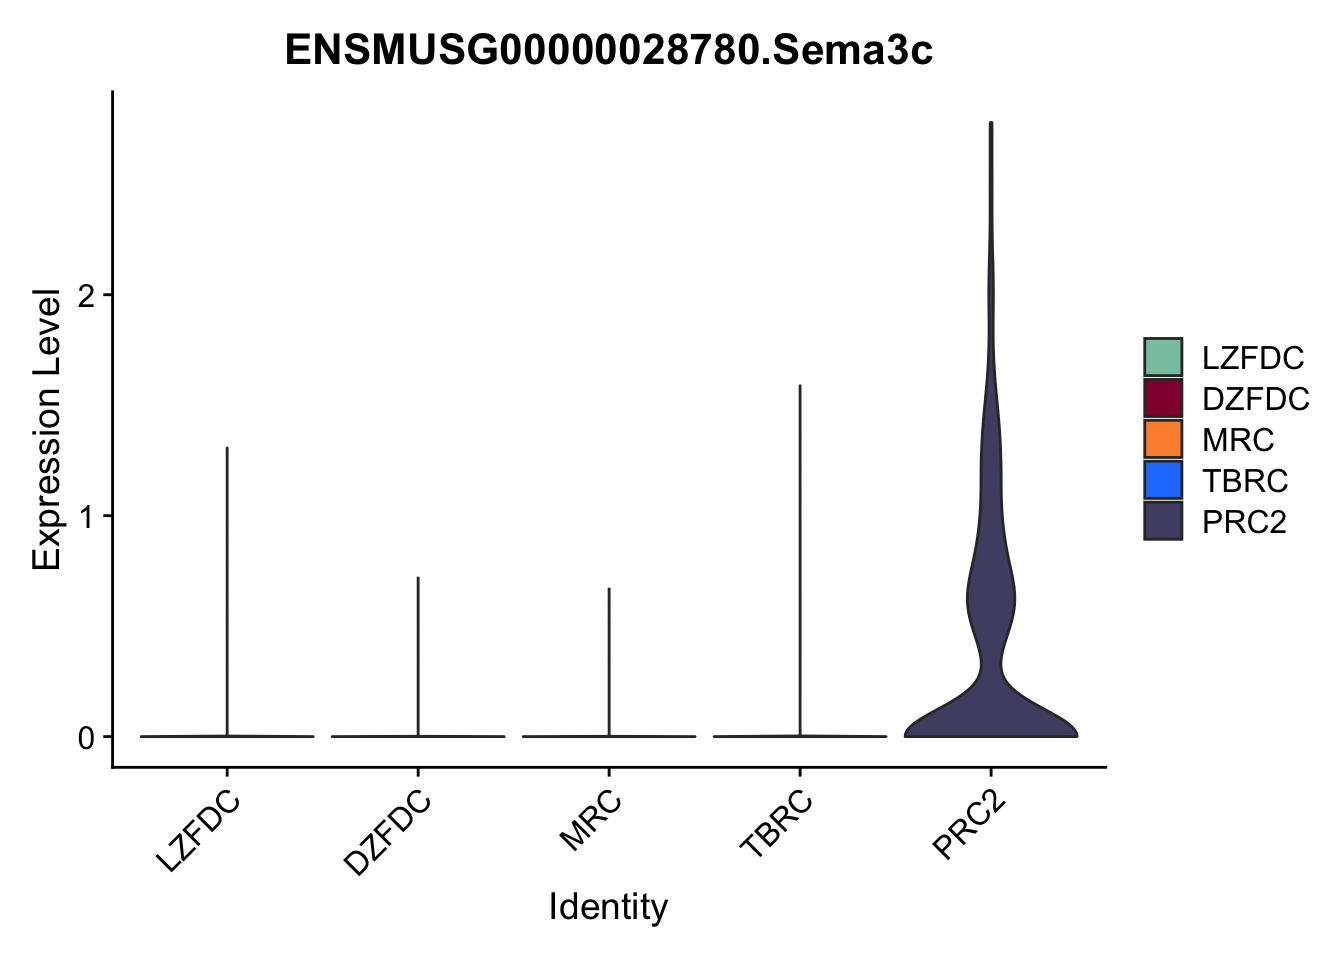 ENSMUSG00000028780.Sema3c
Expression Level
2
1
0
LZFDC
DZFDC
MRC
TBRC
PRC2
Identity
LZFDC
DZFDC
MRC
TBRC
PRC2